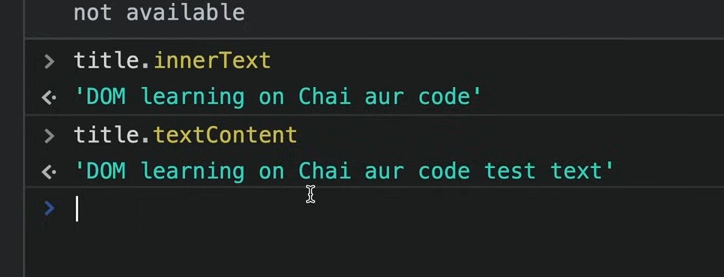 not available
> title.innerText
<· 'DOM learning on Chai aur code'
> title.textContent
<· 'DOM learning on Chai aur code test text'
>